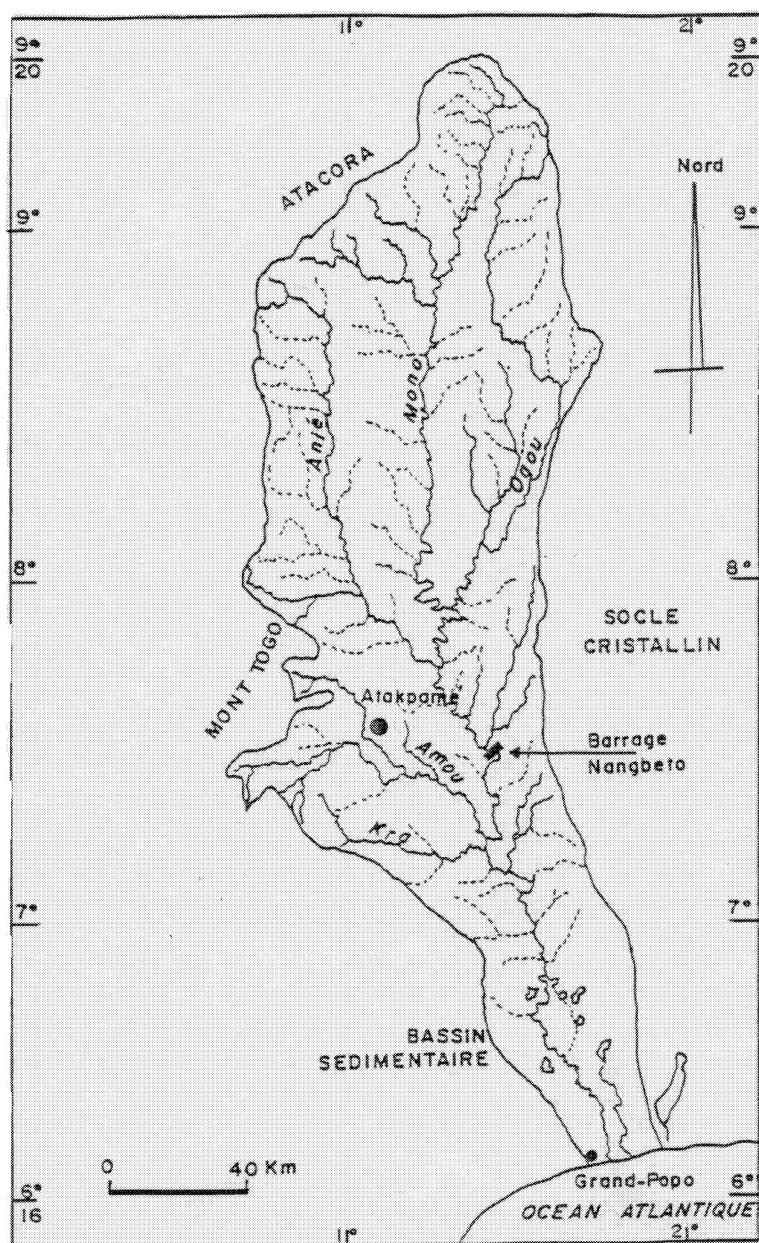 11°
2°
9°
20
9°
20
ATACORA
Nord
9°
9°
Mono
Anié
Ogou
8°
8°
SOCLE
CRISTALLIN
MONT TOGO
Atakpame
Barrage
Nangbeto
Amou
Kra
7°
7°
BASSIN
SEDIMENTAIRE
0
40 Km
Grand-Popo
6°
16
6°
16
OCEAN ATLANTIQUE
11°
21°